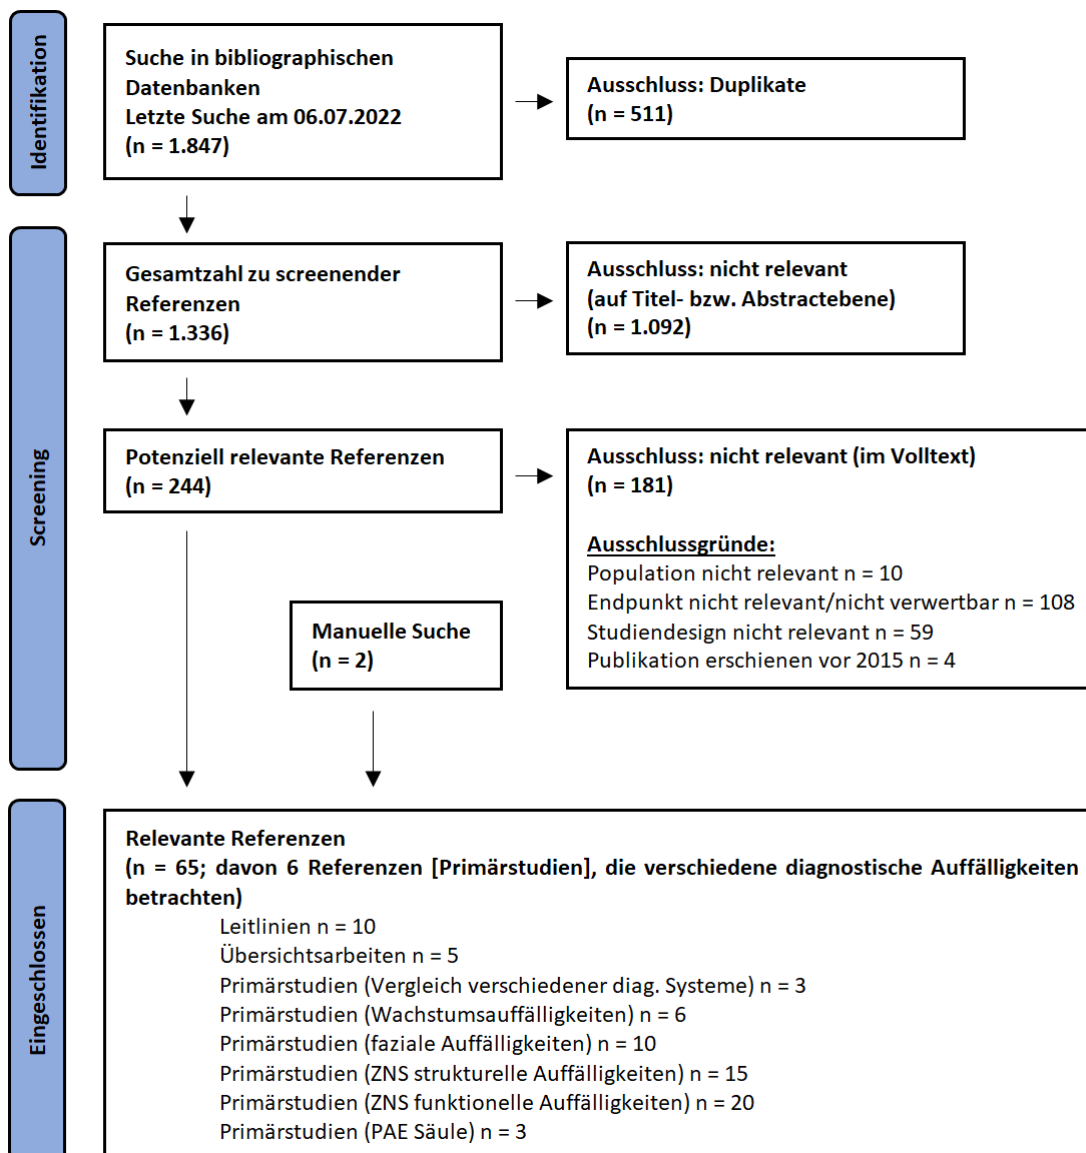 Identifikation
Suche in bibliographischen
Datenbanken
Letzte Suche am 06.07.2022
(n = 1.847)
Ausschluss: Duplikate
(n = 511)
Screening
Gesamtzahl zu screenender
Referenzen
(n = 1.336)
Ausschluss: nicht relevant
(auf Titel- bzw. Abstractebene)
(n = 1.092)
Potenziell relevante Referenzen
(n = 244)
Ausschluss: nicht relevant (im Volltext)
(n = 181)
Ausschlussgründe:
Population nicht relevant n = 10
Endpunkt nicht relevant/nicht verwertbar n = 108
Studiendesign nicht relevant n = 59
Publikation erschienen vor 2015 n = 4
Manuelle Suche
(n = 2)
Eingeschlossen
Relevante Referenzen
(n = 65; davon 6 Referenzen [Primärstudien], die verschiedene diagnostische Auffälligkeiten
betrachten)
Leitlinien n = 10
Übersichtsarbeiten n = 5
Primärstudien (Vergleich verschiedener diag. Systeme) n = 3
Primärstudien (Wachstumsauffälligkeiten) n = 6
Primärstudien (faziale Auffälligkeiten) n = 10
Primärstudien (ZNS strukturelle Auffälligkeiten) n = 15
Primärstudien (ZNS funktionelle Auffälligkeiten) n = 20
Primärstudien (PAE Säule) n = 3